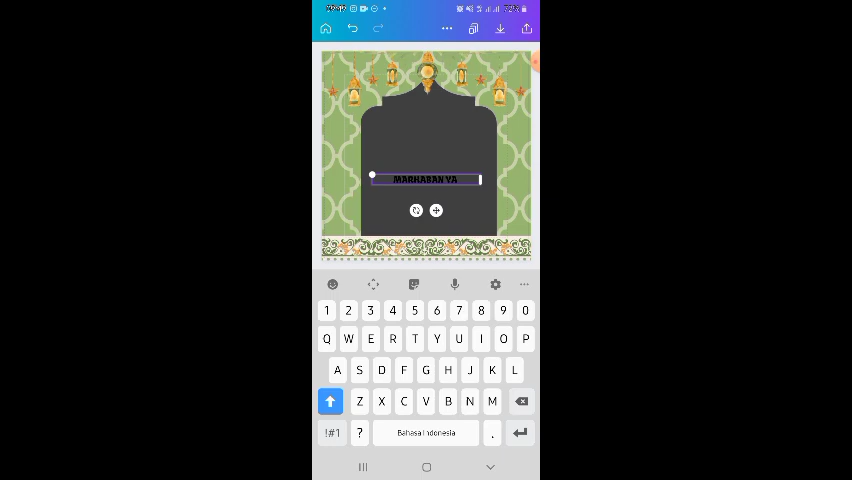 MARHABAN YA
1 2 3 4 5 6 7 8 9 0
Q W E R T Y U I O P
A S D F G H J K L
Z X C V B N M
!#1 ? Bahasa Indonesia .